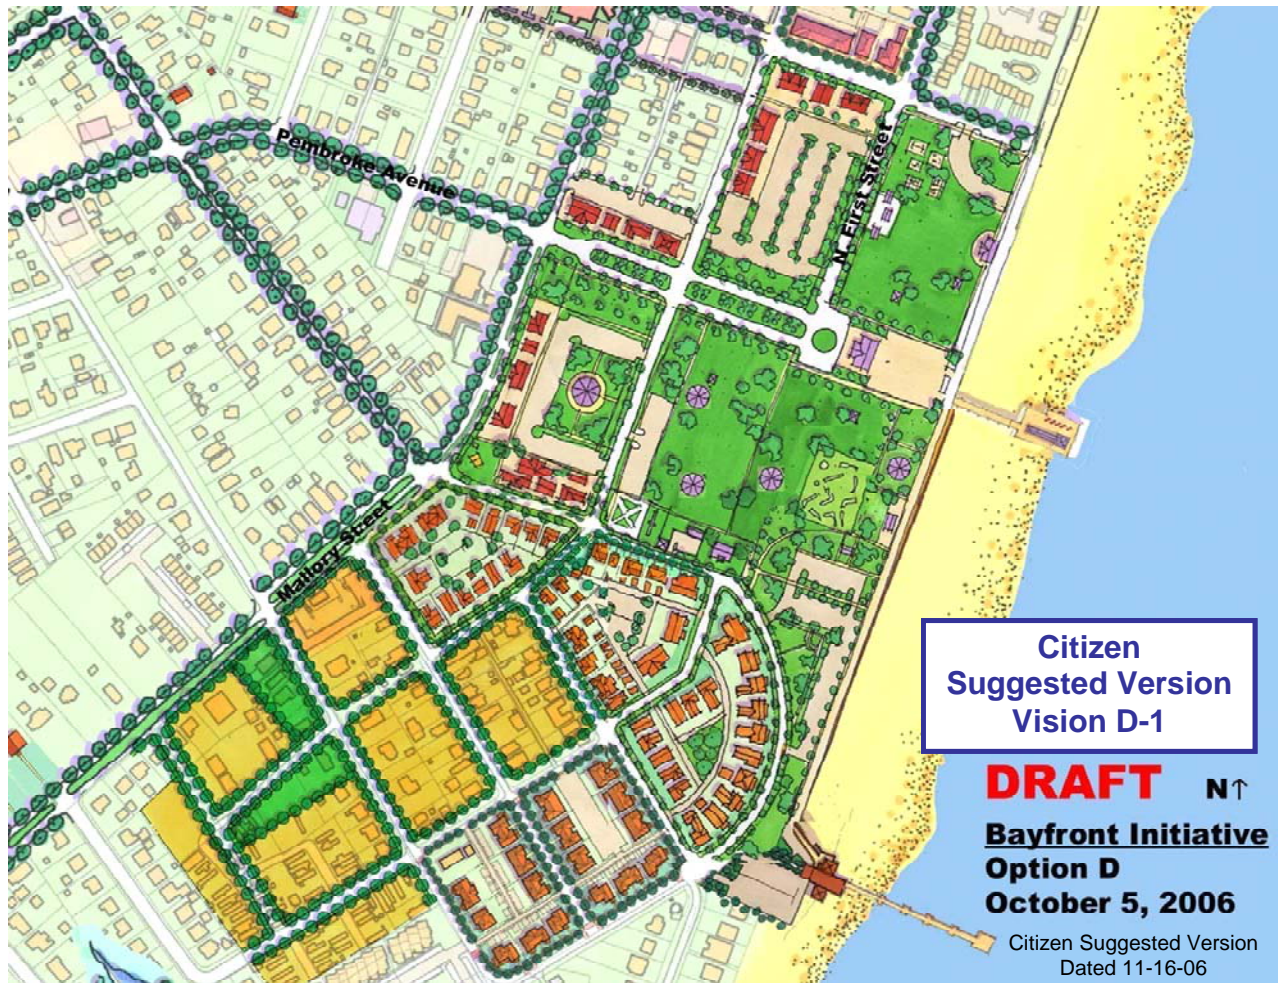 Pembroke Avenue
N. First Street
Mallory Street
Citizen
Suggested Version
Vision D-1
DRAFT N↑
Bayfront Initiative
Option D
October 5, 2006
Citizen Suggested Version
Dated 11-16-06